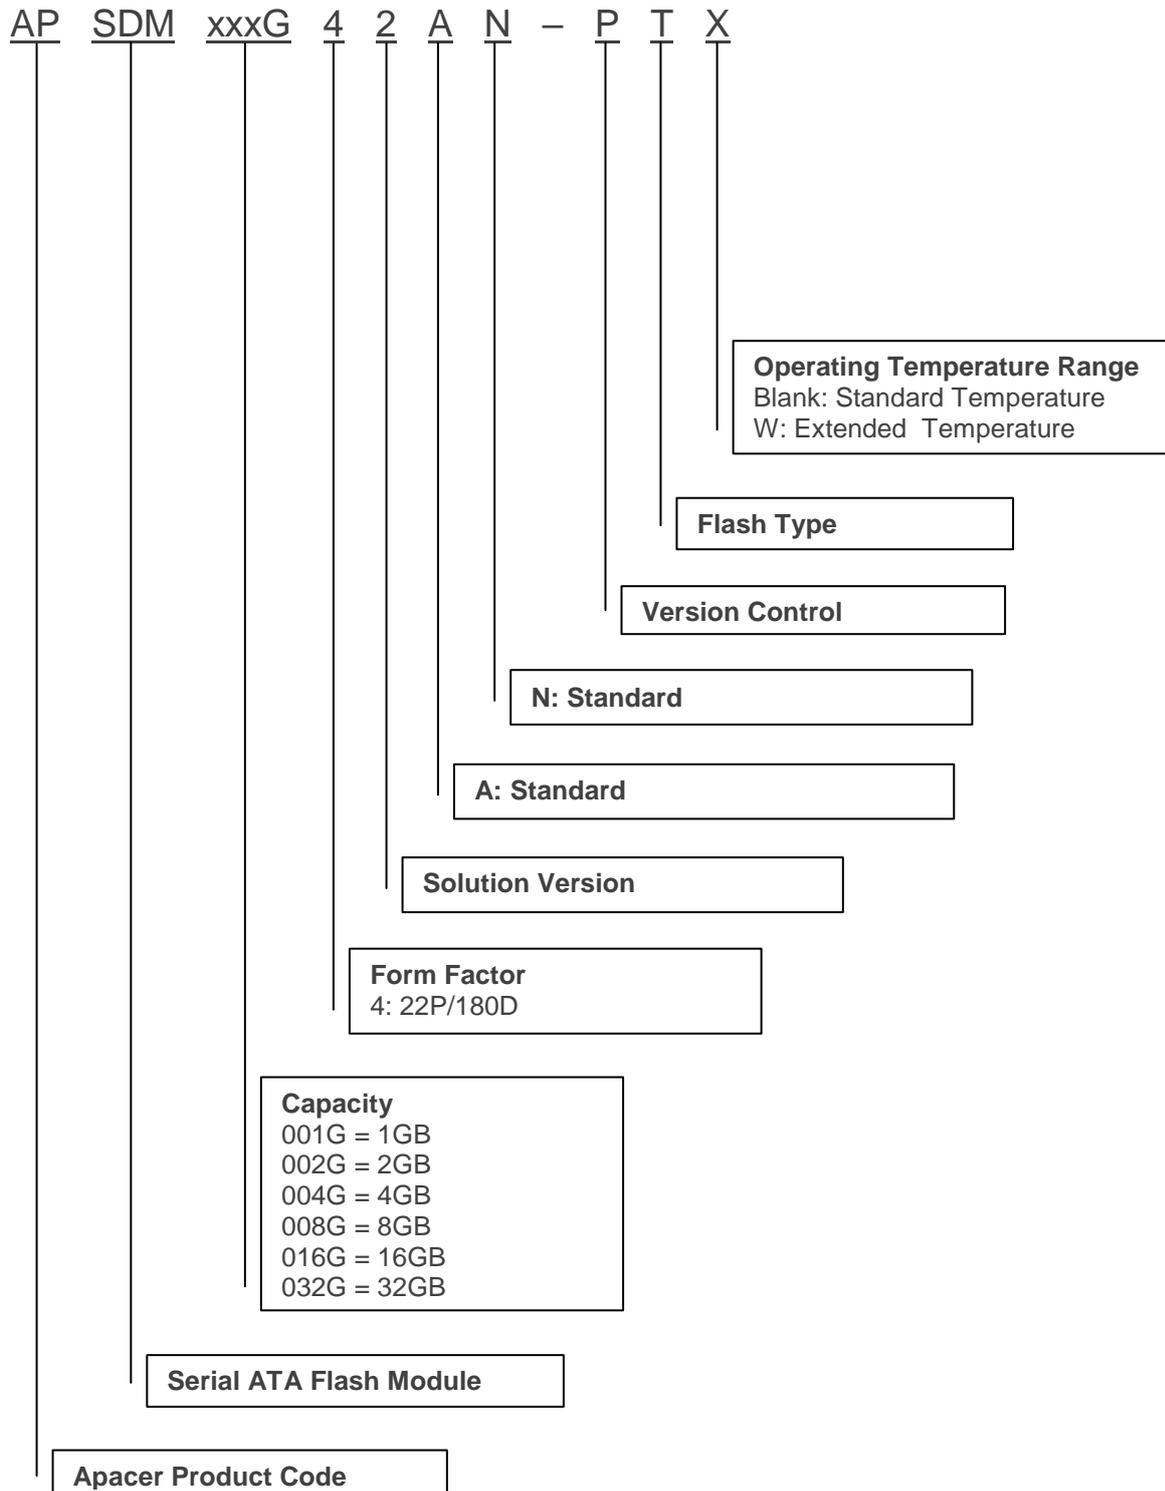 AP SDM xxxG 4 2 A N – P T X
Operating Temperature Range
Blank: Standard Temperature
W: Extended Temperature
Flash Type
Version Control
N: Standard
A: Standard
Solution Version
Form Factor
4: 22P/180D
Capacity
001G = 1GB
002G = 2GB
004G = 4GB
008G = 8GB
016G = 16GB
032G = 32GB
Serial ATA Flash Module
Apacer Product Code